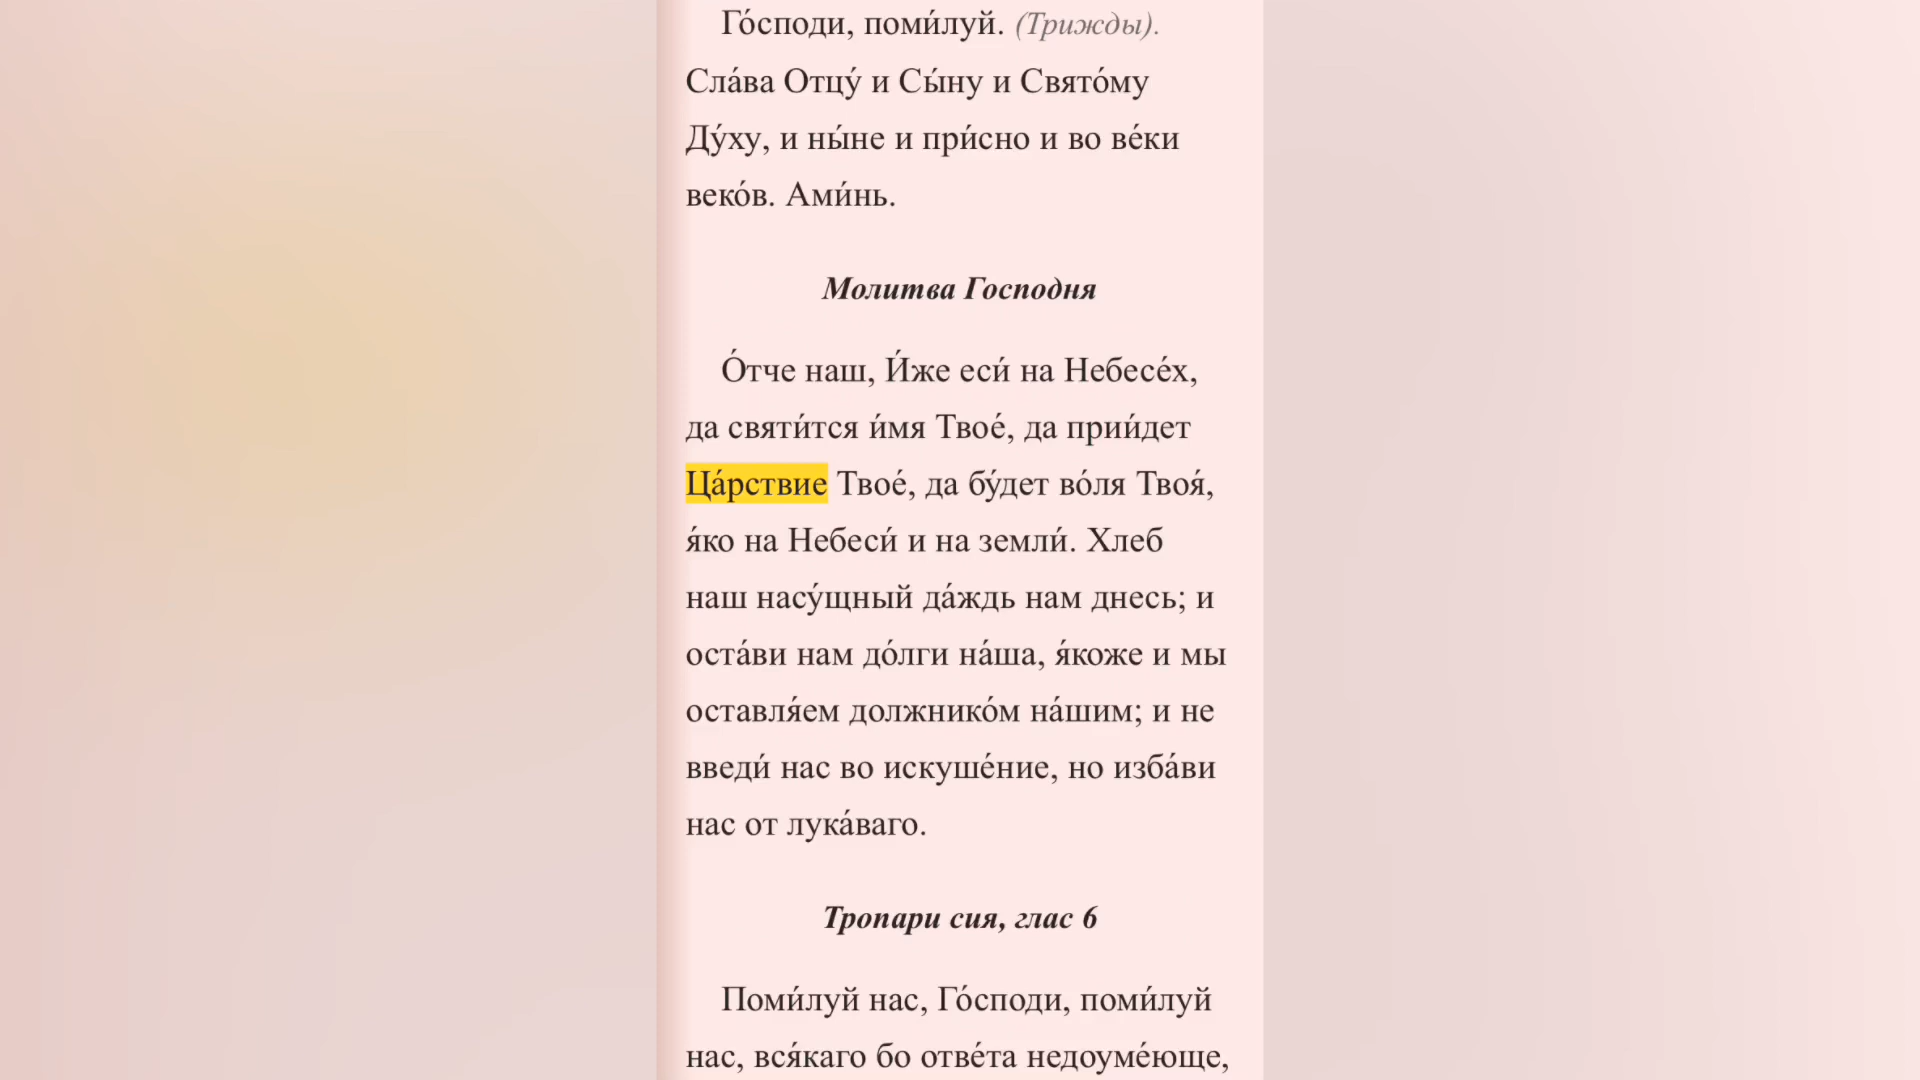 Го́споди, поми́луй. (Трижды).
Сла́ва Отцу́ и Сы́ну и Свято́му
Ду́ху, и ны́не и при́сно и во ве́ки
веко́в. Ами́нь.
Молитва Господня
О́тче наш, И́же еси́ на Небесе́х,
да святи́тся и́мя Твое́, да прии́дет
Ца́рствие Твое́, да бу́дет во́ля Твоя́,
я́ко на Небеси́ и на земли́. Хлеб
наш насу́щный да́ждь нам днесь; и
оста́ви нам до́лги на́ша, я́коже и мы
оставля́ем должнико́м на́шим; и не
введи́ нас во искуше́ние, но изба́ви
нас от лука́ваго.
Тропари сия, глас 6
Поми́луй нас, Го́споди, поми́луй
нас, вся́каго бо отве́та недоуме́юще,